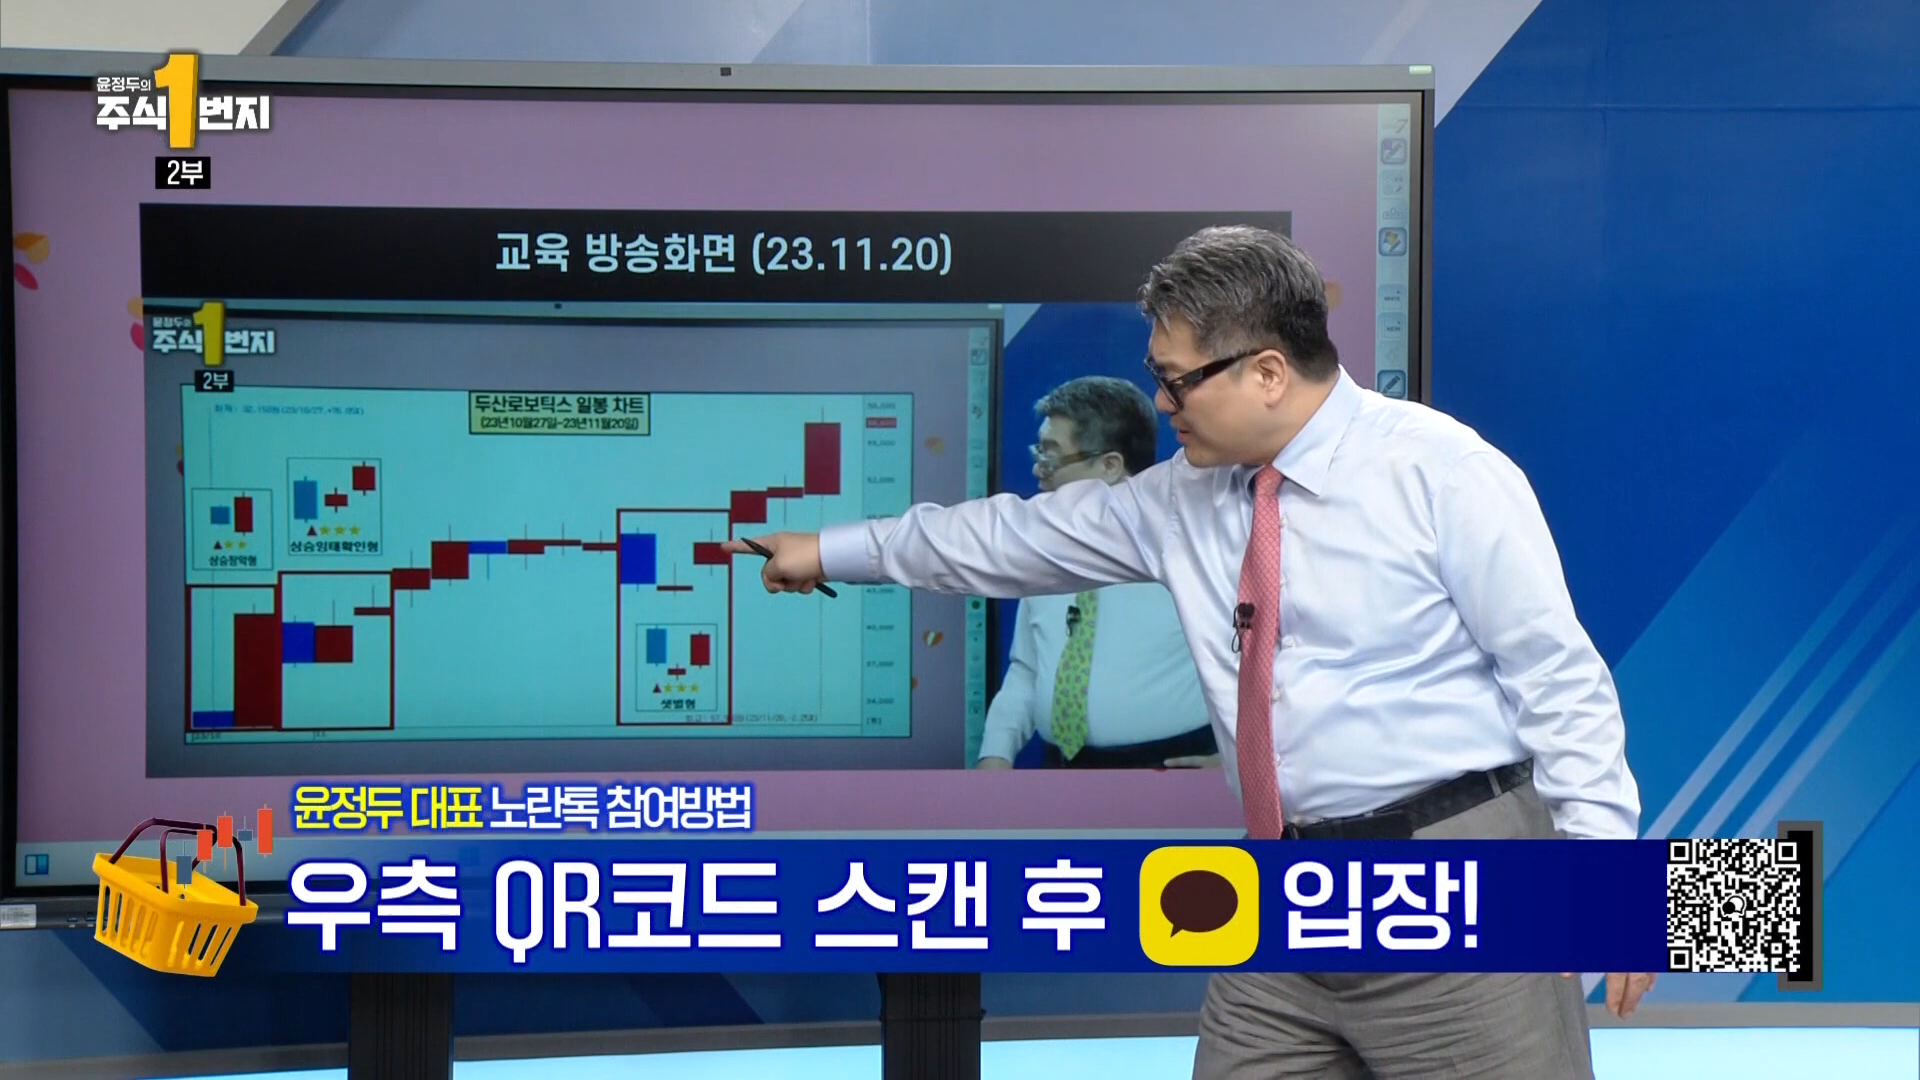 윤정두의
주식1번지
2부
교육 방송화면 (23.11.20)
윤정두의
주식1번지
2부
두산로보틱스 일봉 차트
(23년10월27일~23년11월20일)
상승장악형
상승잉태확인형
샛별형
윤정두 대표 노란톡 참여방법
우측 QR코드 스캔 후 입장!